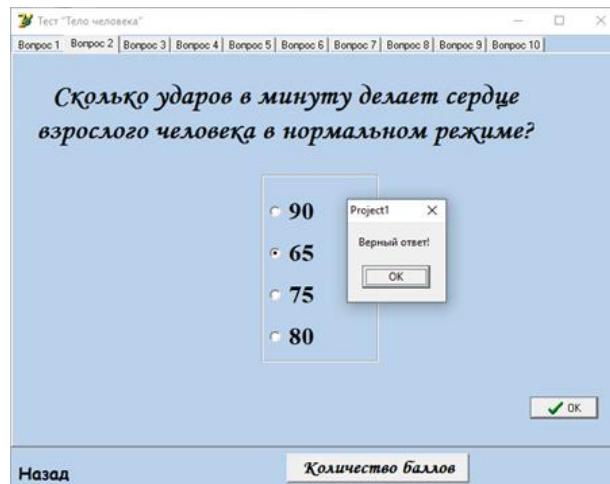 Тест "Тело человека"
Вопрос 1 Вопрос 2 Вопрос 3 Вопрос 4 Вопрос 5 Вопрос 6 Вопрос 7 Вопрос 8 Вопрос 9 Вопрос 10
Сколько ударов в минуту делает сердце
взрослого человека в нормальном режиме?
90
65
75
80
Project1
Верный ответ!
OK
OK
Назад
Количество баллов